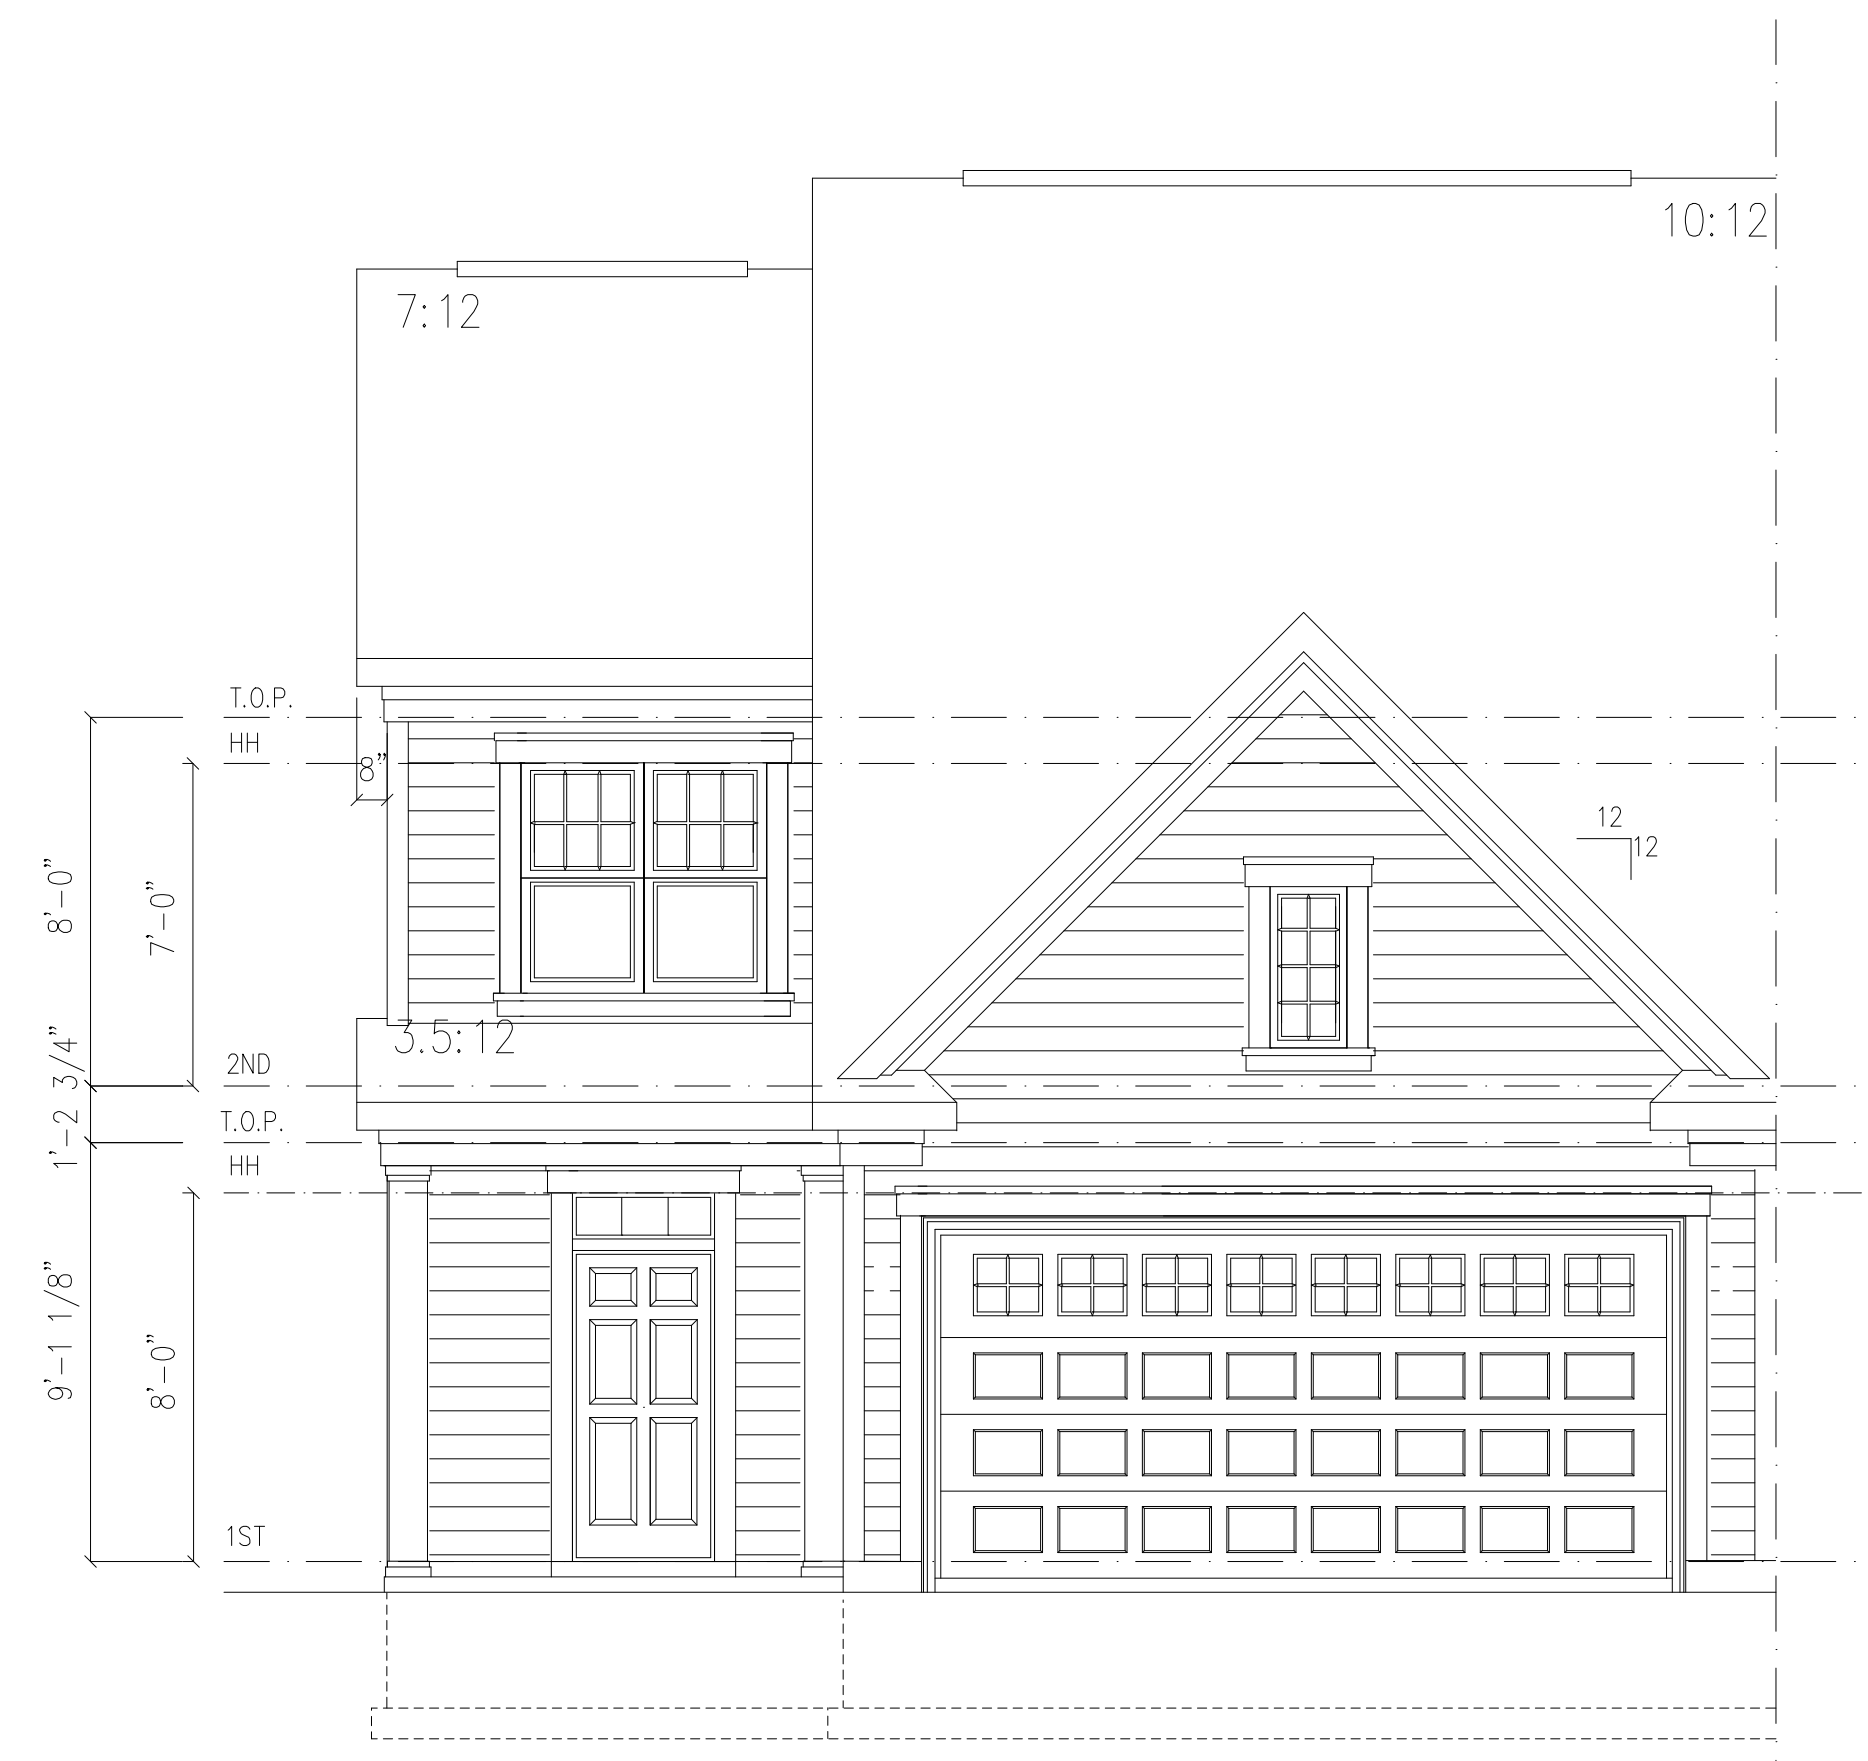 10:12
7:12
T.O.P.
HH
8"
12
12
8'-0"
7'-0"
3.5:12
2ND
1'-2 3/4"
T.O.P.
HH
9'-1 1/8"
8'-0"
1ST